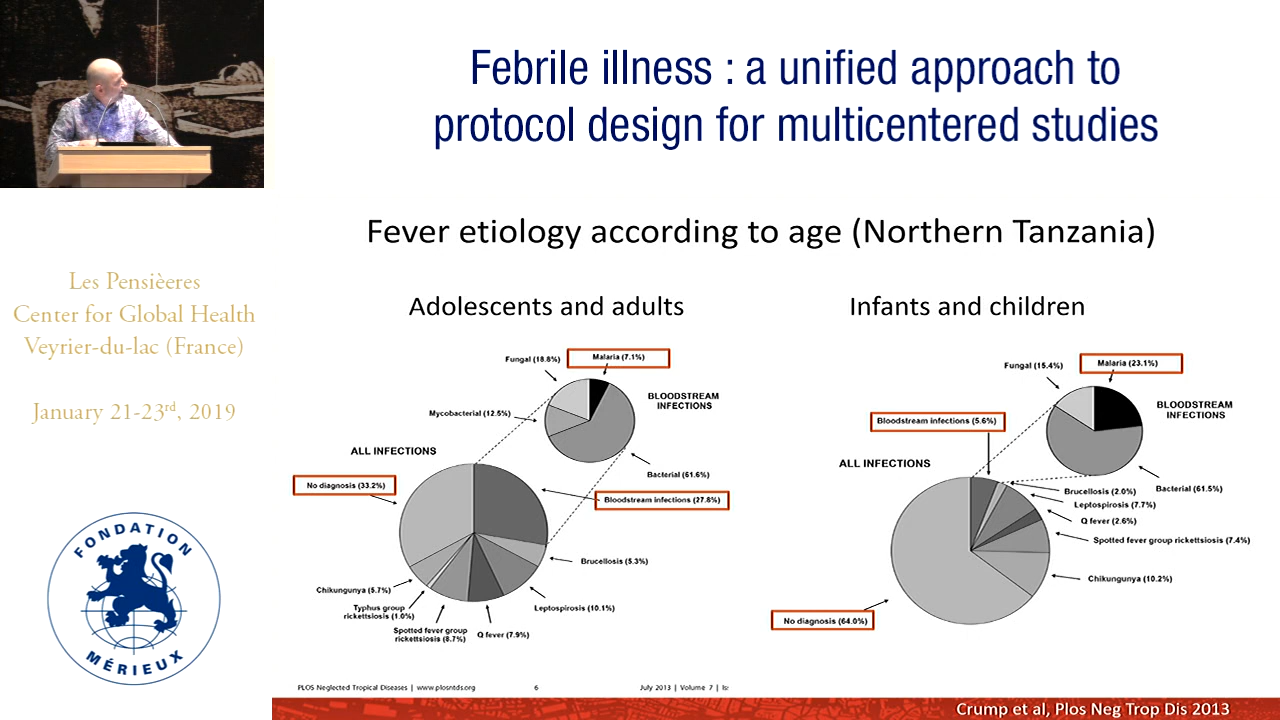 Febrile illness : a unified approach to
protocol design for multicentered studies
Les Pensièeres
Center for Global Health
Veyrier-du-lac (France)
January 21-23rd, 2019
FONDATION
MÉRIEUX
Fever etiology according to age (Northern Tanzania)
Adolescents and adults
Fungal (18.8%)
Malaria (7.1%)
Mycobacterial (12.5%)
BLOODSTREAM
INFECTIONS
ALL INFECTIONS
Bacterial (61.6%)
No diagnosis (33.2%)
Bloodstream infections (27.8%)
Brucellosis (5.3%)
Chikungunya (5.7%)
Typhus group
rickettsiosis (1.0%)
Spotted fever group
rickettsiosis (8.7%)
Q fever (7.9%)
Leptospirosis (10.1%)
Infants and children
Fungal (15.4%)
Malaria (23.1%)
BLOODSTREAM
INFECTIONS
Bloodstream infections (5.6%)
ALL INFECTIONS
Bacterial (61.5%)
Brucellosis (2.0%)
Leptospirosis (7.7%)
Q fever (2.6%)
Spotted fever group rickettsiosis (7.4%)
Chikungunya (10.2%)
No diagnosis (64.0%)
PLOS Neglected Tropical Diseases | www.plosntds.org
6
July 2013 | Volume 7 | Is
Crump et al, Plos Neg Trop Dis 2013